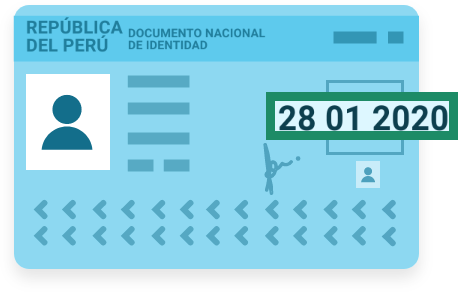 REPÚBLICA
DEL PERÚ
DOCUMENTO NACIONAL
DE IDENTIDAD
28 01 2020